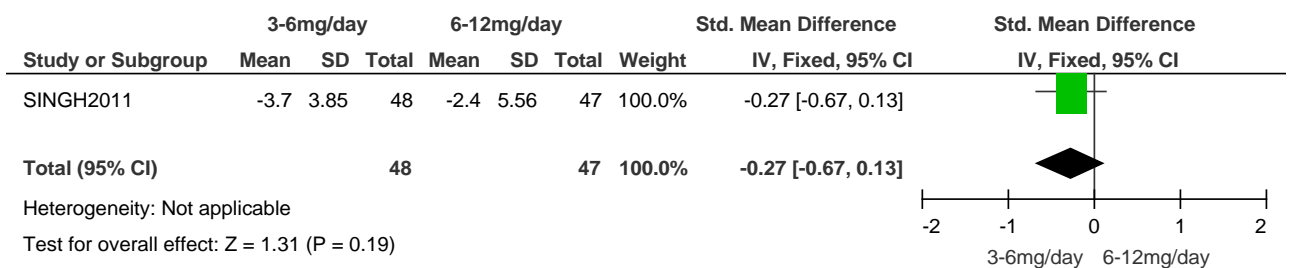 3-6mg/day 6-12mg/day Std. Mean Difference Std. Mean Difference
Study or Subgroup Mean SD Total Mean SD Total Weight IV, Fixed, 95% CI IV, Fixed, 95% CI
SINGH2011 -3.7 3.85 48 -2.4 5.56 47 100.0% -0.27 [-0.67, 0.13]
Total (95% CI) 48 47 100.0% -0.27 [-0.67, 0.13]
Heterogeneity: Not applicable
Test for overall effect: Z = 1.31 (P = 0.19)
-2 -1 0 1 2
3-6mg/day 6-12mg/day